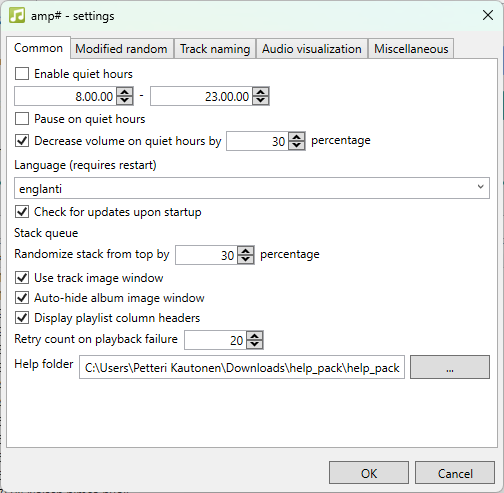 amp# - settings
Common Modified random Track naming Audio visualization Miscellaneous
Enable quiet hours
8.00.00 - 23.00.00
Pause on quiet hours
Decrease volume on quiet hours by 30 percentage
Language (requires restart)
englanti
Check for updates upon startup
Stack queue
Randomize stack from top by 30 percentage
Use track image window
Auto-hide album image window
Display playlist column headers
Retry count on playback failure 20
Help folder C:\Users\Petteri Kautonen\Downloads\help_pack\help_pack ...
OK Cancel